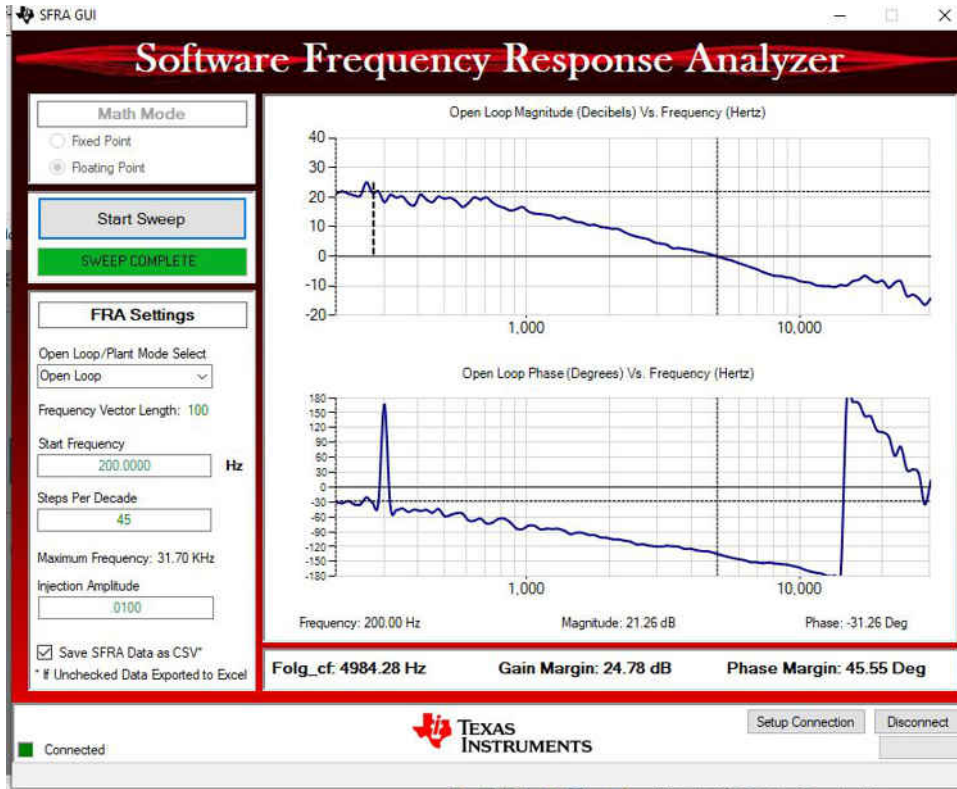 SFRA GUI
Software Frequency Response Analyzer
Math Mode
Fixed Point
Floating Point
Start Sweep
SWEEP COMPLETE
FRA Settings
Open Loop/Plant Mode Select
Open Loop
Frequency Vector Length: 100
Start Frequency
200.0000 Hz
Steps Per Decade
45
Maximum Frequency: 31.70 KHz
Injection Amplitude
.0100
Save SFRA Data as CSV*
* If Unchecked Data Exported to Excel
Open Loop Magnitude (Decibels) Vs. Frequency (Hertz)
40
30
20
10
0
-10
-20
1,000 10,000
Open Loop Phase (Degrees) Vs. Frequency (Hertz)
180
150
120
90
60
30
0
-30
-60
-90
-120
-150
-180
1,000 10,000
Frequency: 200.00 Hz Magnitude: 21.26 dB Phase: -31.26 Deg
Folg_cf: 4984.28 Hz Gain Margin: 24.78 dB Phase Margin: 45.55 Deg
Connected
TEXAS
INSTRUMENTS
Setup Connection Disconnect